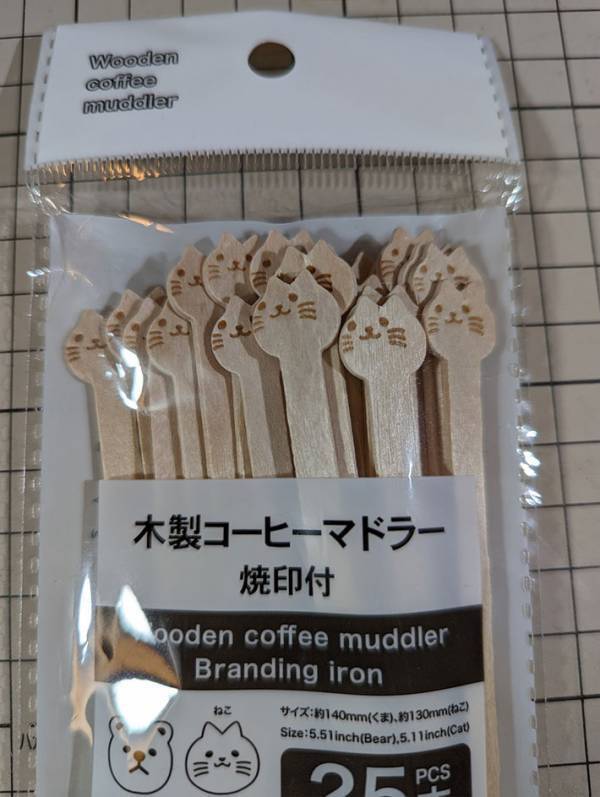 Wooden
coffee
muddler
木製コーヒーマドラー
焼印付
ooden coffee muddler
Branding iron
ねこ
サイズ:約140mm(くま)、約130mm(ねこ)
Size:5.51inch(Bear),5.11inch(Cat)
25 PCS